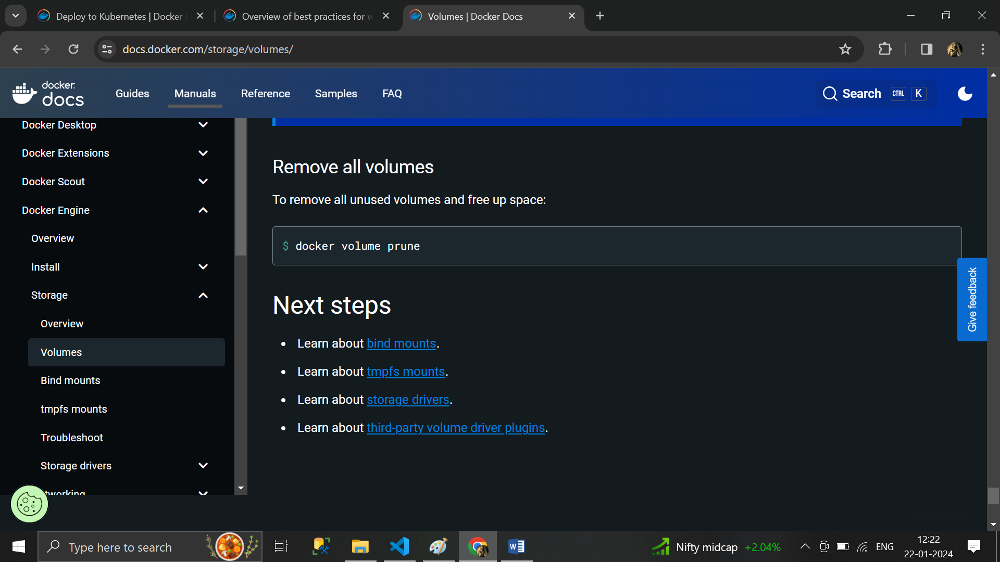 Deploy to Kubernetes | Docker
Overview of best practices for w
Volumes | Docker Docs
docs.docker.com/storage/volumes/
docker
docs
Guides
Manuals
Reference
Samples
FAQ
Search CTRL K
Docker Desktop
Docker Extensions
Docker Scout
Docker Engine
Overview
Install
Storage
Overview
Volumes
Bind mounts
tmpfs mounts
Troubleshoot
Storage drivers
tworking
Remove all volumes
To remove all unused volumes and free up space:
$ docker volume prune
Next steps
• Learn about bind mounts.
• Learn about tmpfs mounts.
• Learn about storage drivers.
• Learn about third-party volume driver plugins.
Give feedback
Type here to search
Nifty midcap +2.04%
ENG
12:22
22-01-2024